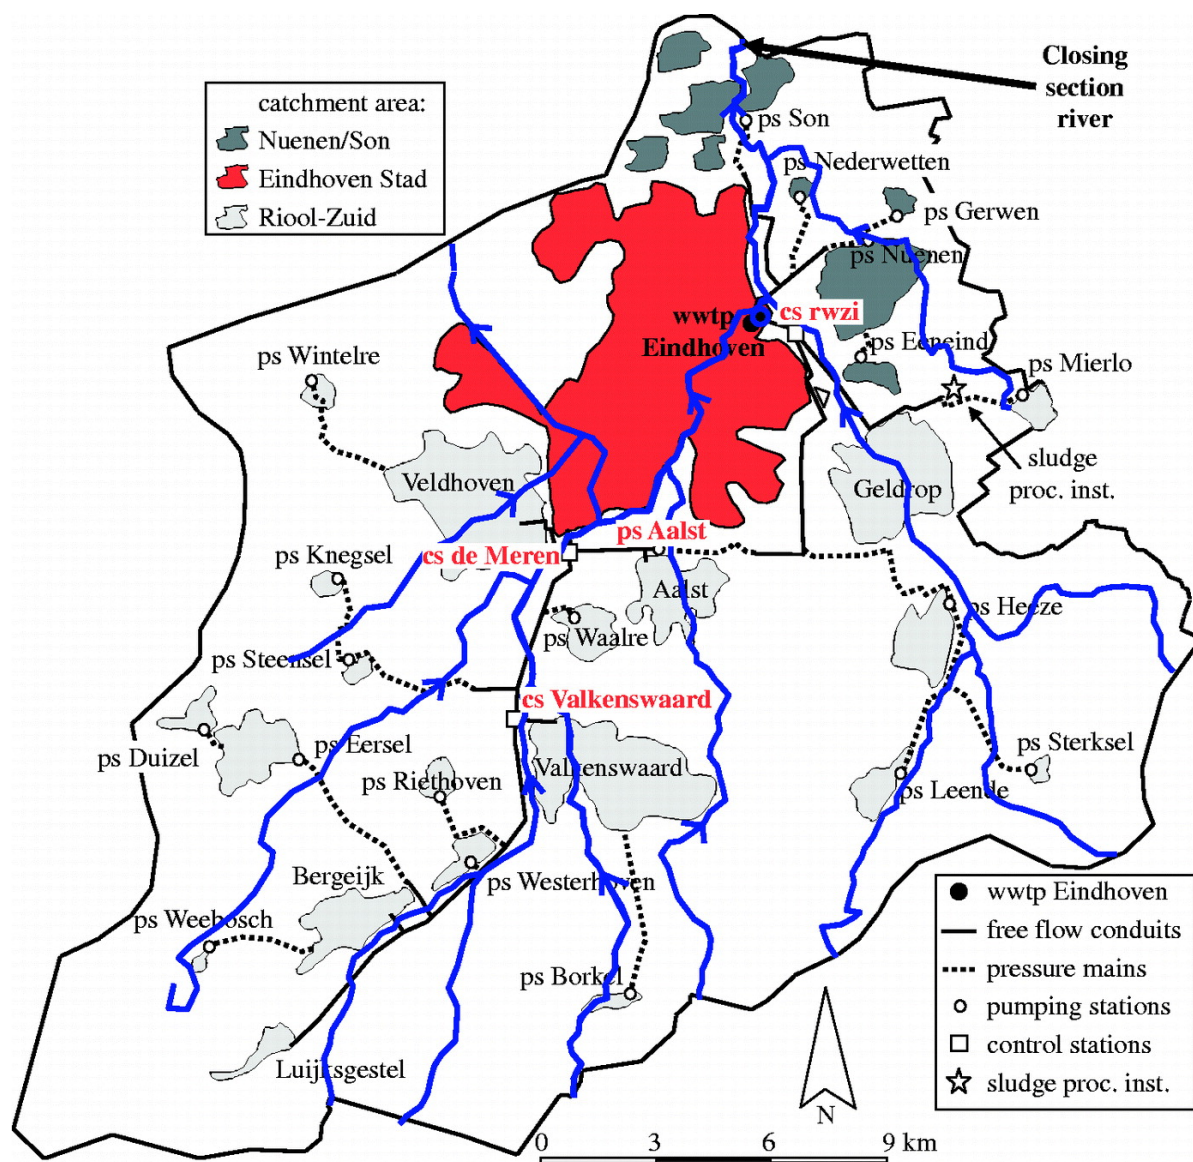 Closing
section
river
catchment area:
Nuenen/Son
Eindhoven Stad
Riool-Zuid
ps Son
ps Nederwetten
ps Gerwen
ps Nuenen
cs rwzi
wwtp
Eindhoven
ps Eeneind
ps Mierlo
ps Wintelre
sludge
proc. inst.
Veldhoven
Geldrop
ps Aalst
cs de Meren
ps Knegsel
Aalst
ps Heeze
ps Waalre
ps Steensel
cs Valkenswaard
ps Duizel
ps Eersel
ps Sterksel
Valkenswaard
ps Riethoven
ps Leende
Bergeijk
ps Westerhoven
ps Weebosch
ps Borkel
Luijksgestel
wwtp Eindhoven
free flow conduits
pressure mains
pumping stations
control stations
sludge proc. inst.
N
0 3 6 9 km